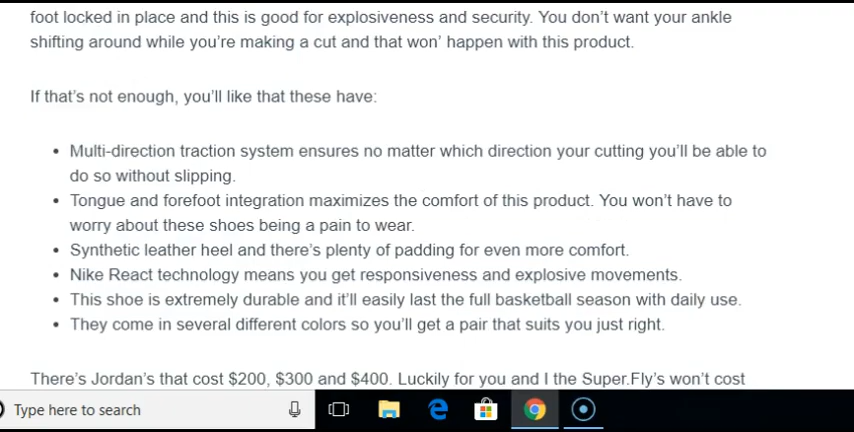 foot locked in place and this is good for explosiveness and security. You don’t want your ankle
shifting around while you’re making a cut and that won’ happen with this product.
If that’s not enough, you’ll like that these have:
• Multi-direction traction system ensures no matter which direction your cutting you’ll be able to
do so without slipping.
• Tongue and forefoot integration maximizes the comfort of this product. You won’t have to
worry about these shoes being a pain to wear.
• Synthetic leather heel and there’s plenty of padding for even more comfort.
• Nike React technology means you get responsiveness and explosive movements.
• This shoe is extremely durable and it’ll easily last the full basketball season with daily use.
• They come in several different colors so you’ll get a pair that suits you just right.
There’s Jordan’s that cost $200, $300 and $400. Luckily for you and I the Super.Fly’s won’t cost
Type here to search